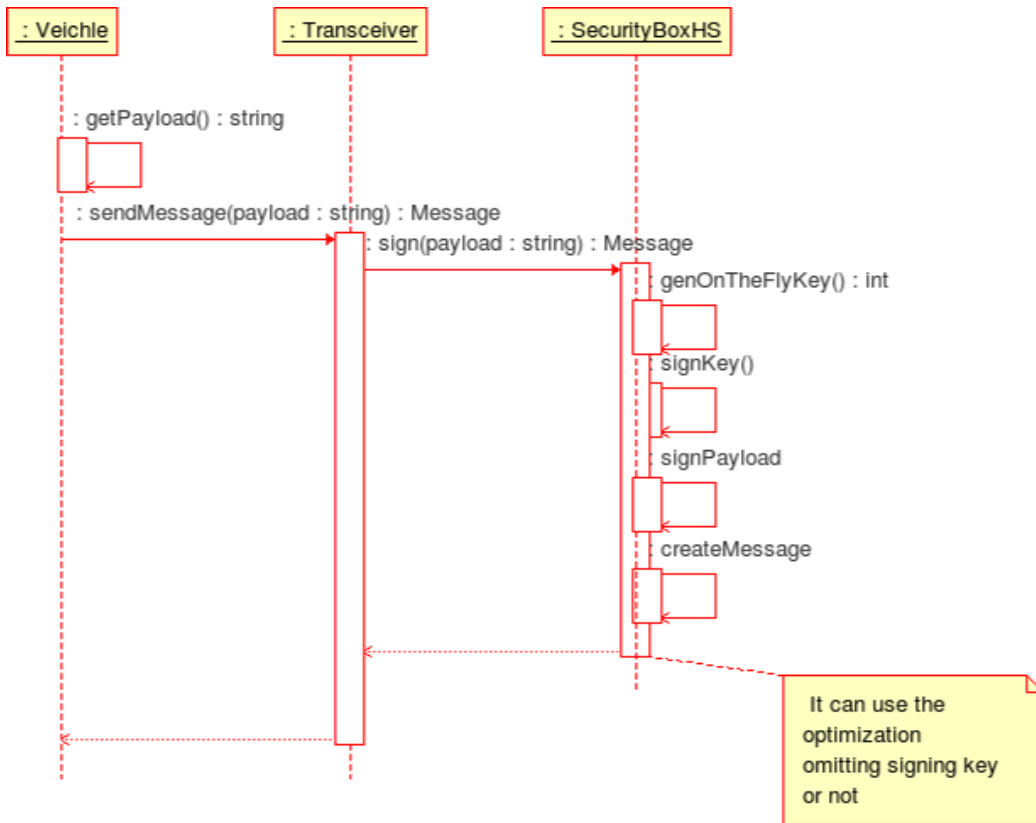 : Veichle
: Transceiver
: SecurityBoxHS
: getPayload() : string
: sendMessage(payload : string) : Message
: sign(payload : string) : Message
: genOnTheFlyKey() : int
: signKey()
: signPayload
: createMessage
It can use the
optimization
omitting signing key
or not